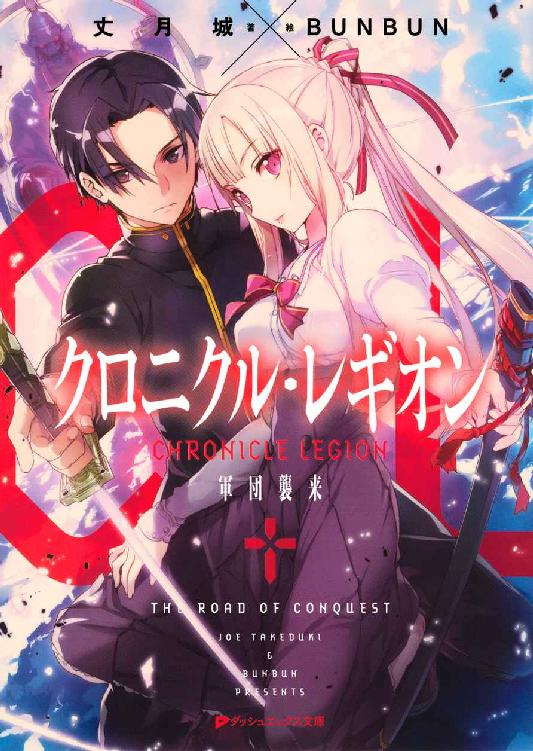 丈月城 著 × 絵 BUNBUN
クロニクル・レギオン
CHRONICLE LEGION
軍団襲来
THE ROAD OF CONQUEST
JOE TAKEDUKI
&
BUNBUN
PRESENTS
ダッシュエックス文庫